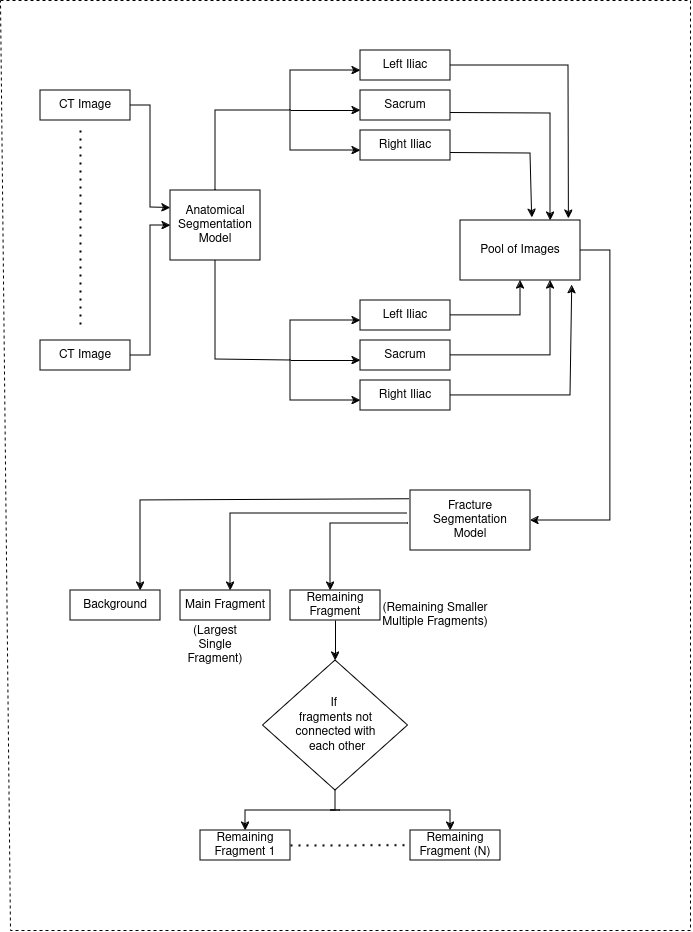 CT Image
CT Image
Anatomical
Segmentation
Model
Left Iliac
Sacrum
Right Iliac
Left Iliac
Sacrum
Right Iliac
Pool of Images
Fracture
Segmentation
Model
Background
Main Fragment
(Largest
Single
Fragment)
Remaining
Fragment
(Remaining Smaller
Multiple Fragments)
If
fragments not
connected with
each other
Remaining
Fragment 1
Remaining
Fragment (N)